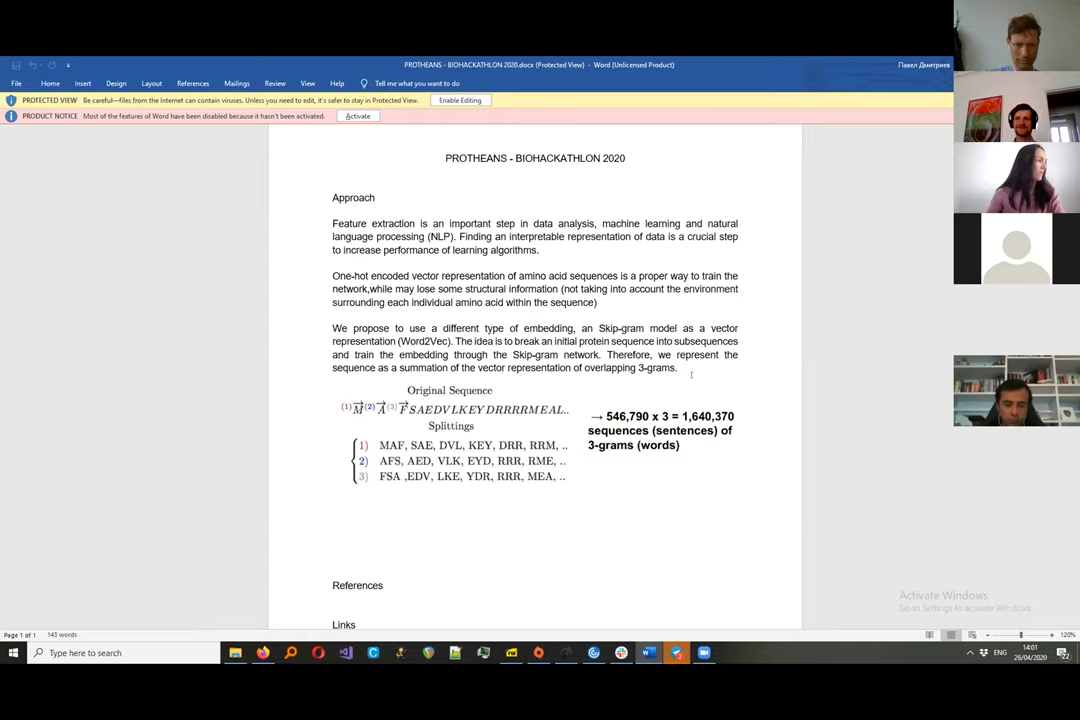 PROTHEANS - BIOHACKATHLON 2020.docx (Protected View) - Word (Unlicensed Product)
Павел Дмитриев
File Home Insert Design Layout References Mailings Review View Help Tell me what you want to do
PROTECTED VIEW Be careful—files from the Internet can contain viruses. Unless you need to edit, it's safer to stay in Protected View. Enable Editing
PRODUCT NOTICE Most of the features of Word have been disabled because it hasn't been activated. Activate
PROTHEANS - BIOHACKATHLON 2020
Approach
Feature extraction is an important step in data analysis, machine learning and natural
language processing (NLP). Finding an interpretable representation of data is a crucial step
to increase performance of learning algorithms.
One-hot encoded vector representation of amino acid sequences is a proper way to train the
network,while may lose some structural information (not taking into account the environment
surrounding each individual amino acid within the sequence)
We propose to use a different type of embedding, an Skip-gram model as a vector
representation (Word2Vec). The idea is to break an initial protein sequence into subsequences
and train the embedding through the Skip-gram network. Therefore, we represent the
sequence as a summation of the vector representation of overlapping 3-grams.
Original Sequence
(1) M (2) A (3) F SAEDVLKEYDRRRRMEAL..
Splittings
1) MAF, SAE, DVL, KEY, DRR, RRM, ..
2) AFS, AED, VLK, EYD, RRR, RME, ..
3) FSA ,EDV, LKE, YDR, RRR, MEA, ..
→ 546,790 x 3 = 1,640,370
sequences (sentences) of
3-grams (words)
References
Links
Activate Windows
Go to Settings to activate Windows.
Page 1 of 1 143 words
120%
Type here to search
ENG
14:01
26/04/2020
22